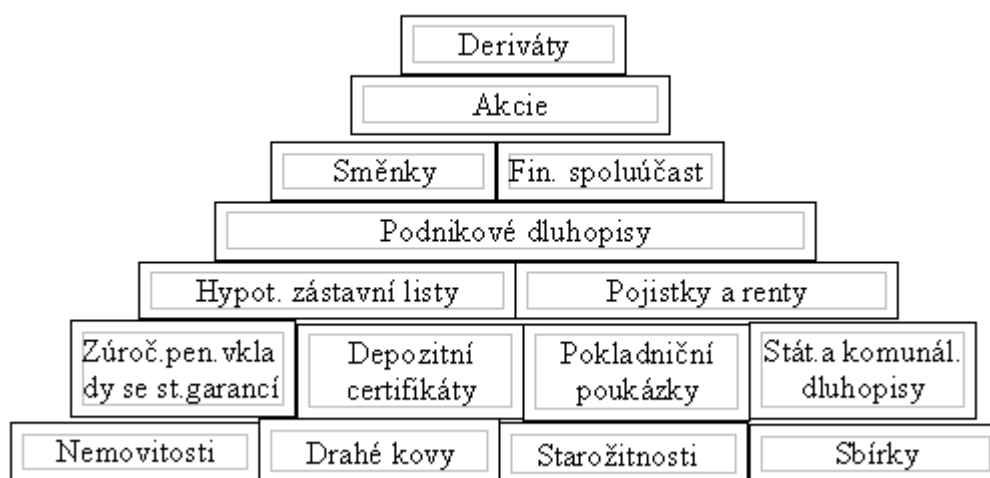 Deriváty
Akcie
Směnky
Fin. spoluúčast
Podnikové dluhopisy
Hypot. zástavní listy
Pojistky a renty
Zúroč.pen.vkla
dy se st.garancí
Depozitní
certifikáty
Pokladniční
poukázky
Stát.a komunál.
dluhopisy
Nemovitosti
Drahé kovy
Starožitnosti
Sbírky